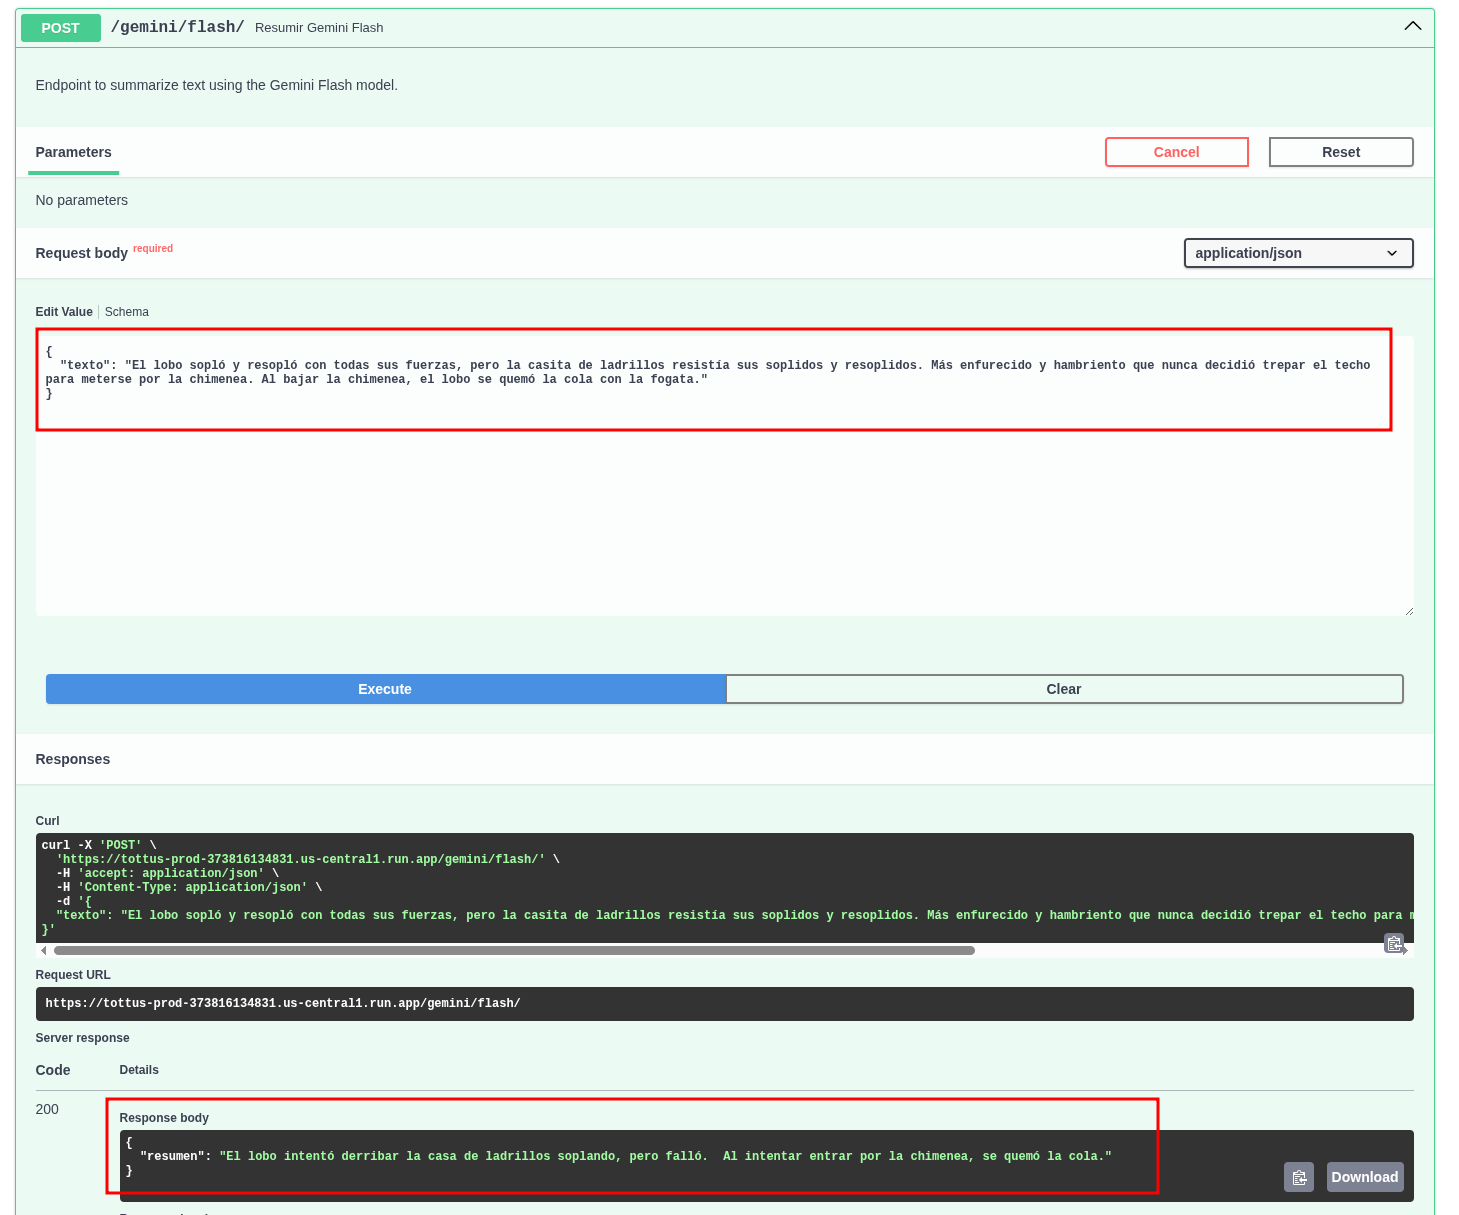 POST /gemini/flash/ Resumir Gemini Flash
Endpoint to summarize text using the Gemini Flash model.
Parameters
Cancel
Reset
No parameters
Request body required
application/json
Edit Value Schema
{
"texto": "El lobo sopló y resopló con todas sus fuerzas, pero la casita de ladrillos resistía sus soplidos y resoplidos. Más enfurecido y hambriento que nunca decidió trepar el techo
para meterse por la chimenea. Al bajar la chimenea, el lobo se quemó la cola con la fogata."
}
Execute
Clear
Responses
Curl
curl -X 'POST' \
'https://tottus-prod-373816134831.us-central1.run.app/gemini/flash/' \
-H 'accept: application/json' \
-H 'Content-Type: application/json' \
-d '{
"texto": "El lobo sopló y resopló con todas sus fuerzas, pero la casita de ladrillos resistía sus soplidos y resoplidos. Más enfurecido y hambriento que nunca decidió trepar el techo para
}'
Request URL
https://tottus-prod-373816134831.us-central1.run.app/gemini/flash/
Server response
Code Details
200
Response body
{
"resumen": "El lobo intentó derribar la casa de ladrillos soplando, pero falló.  Al intentar entrar por la chimenea, se quemó la cola."
}
Download